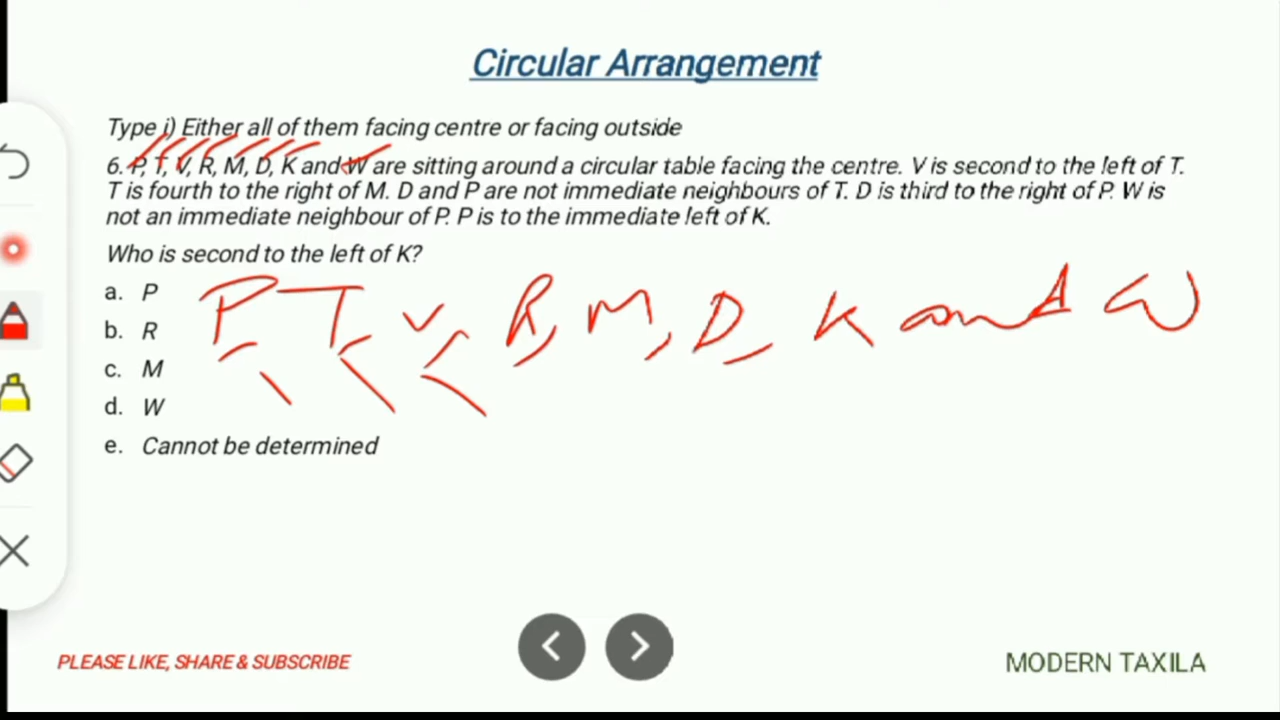 Circular Arrangement
Type i) Either all of them facing centre or facing outside
6. P, T, V, R, M, D, K and W are sitting around a circular table facing the centre. V is second to the left of T.
T is fourth to the right of M. D and P are not immediate neighbours of T. D is third to the right of P. W is
not an immediate neighbour of P. P is to the immediate left of K.
Who is second to the left of K?
a. P
b. R
c. M
d. W
e. Cannot be determined
P T, V, R, M, D, K and W
PLEASE LIKE, SHARE & SUBSCRIBE
MODERN TAXILA